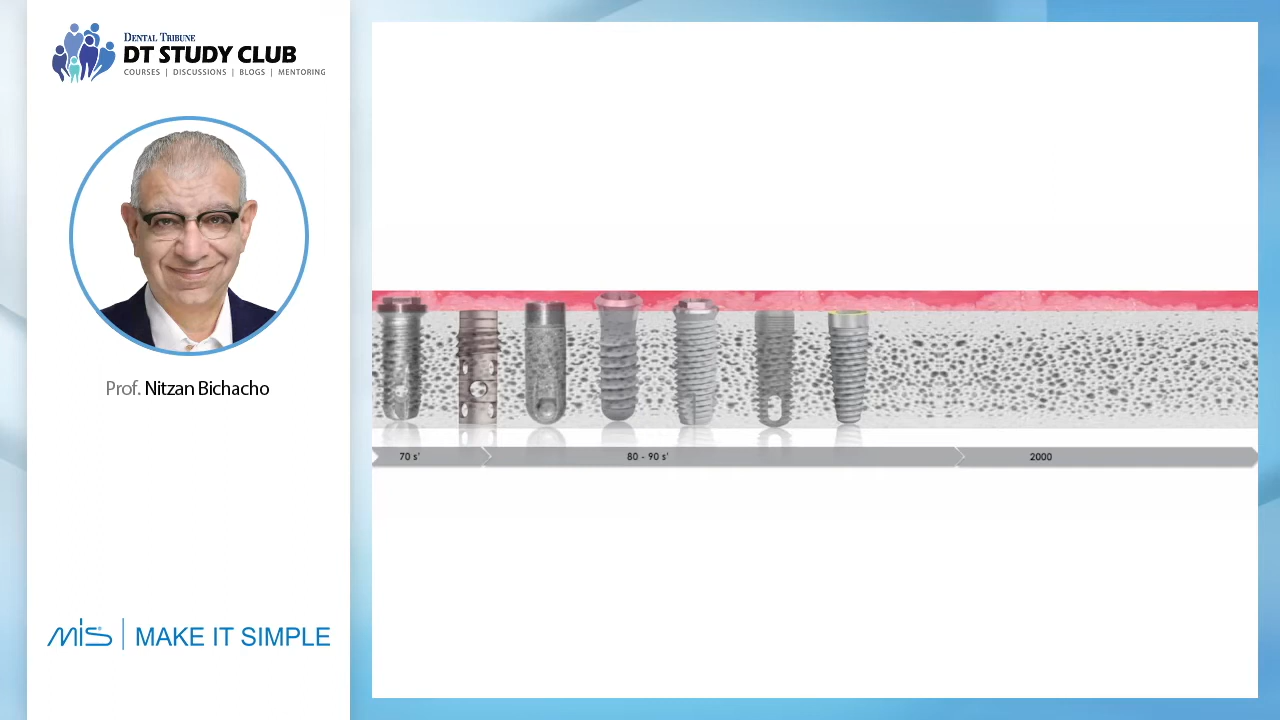 DENTAL TRIBUNE
DT STUDY CLUB
COURSES | DISCUSSIONS | BLOGS | MENTORING
Prof. Nitzan Bichacho
mis® | MAKE IT SIMPLE
70 s' 80 - 90 s' 2000